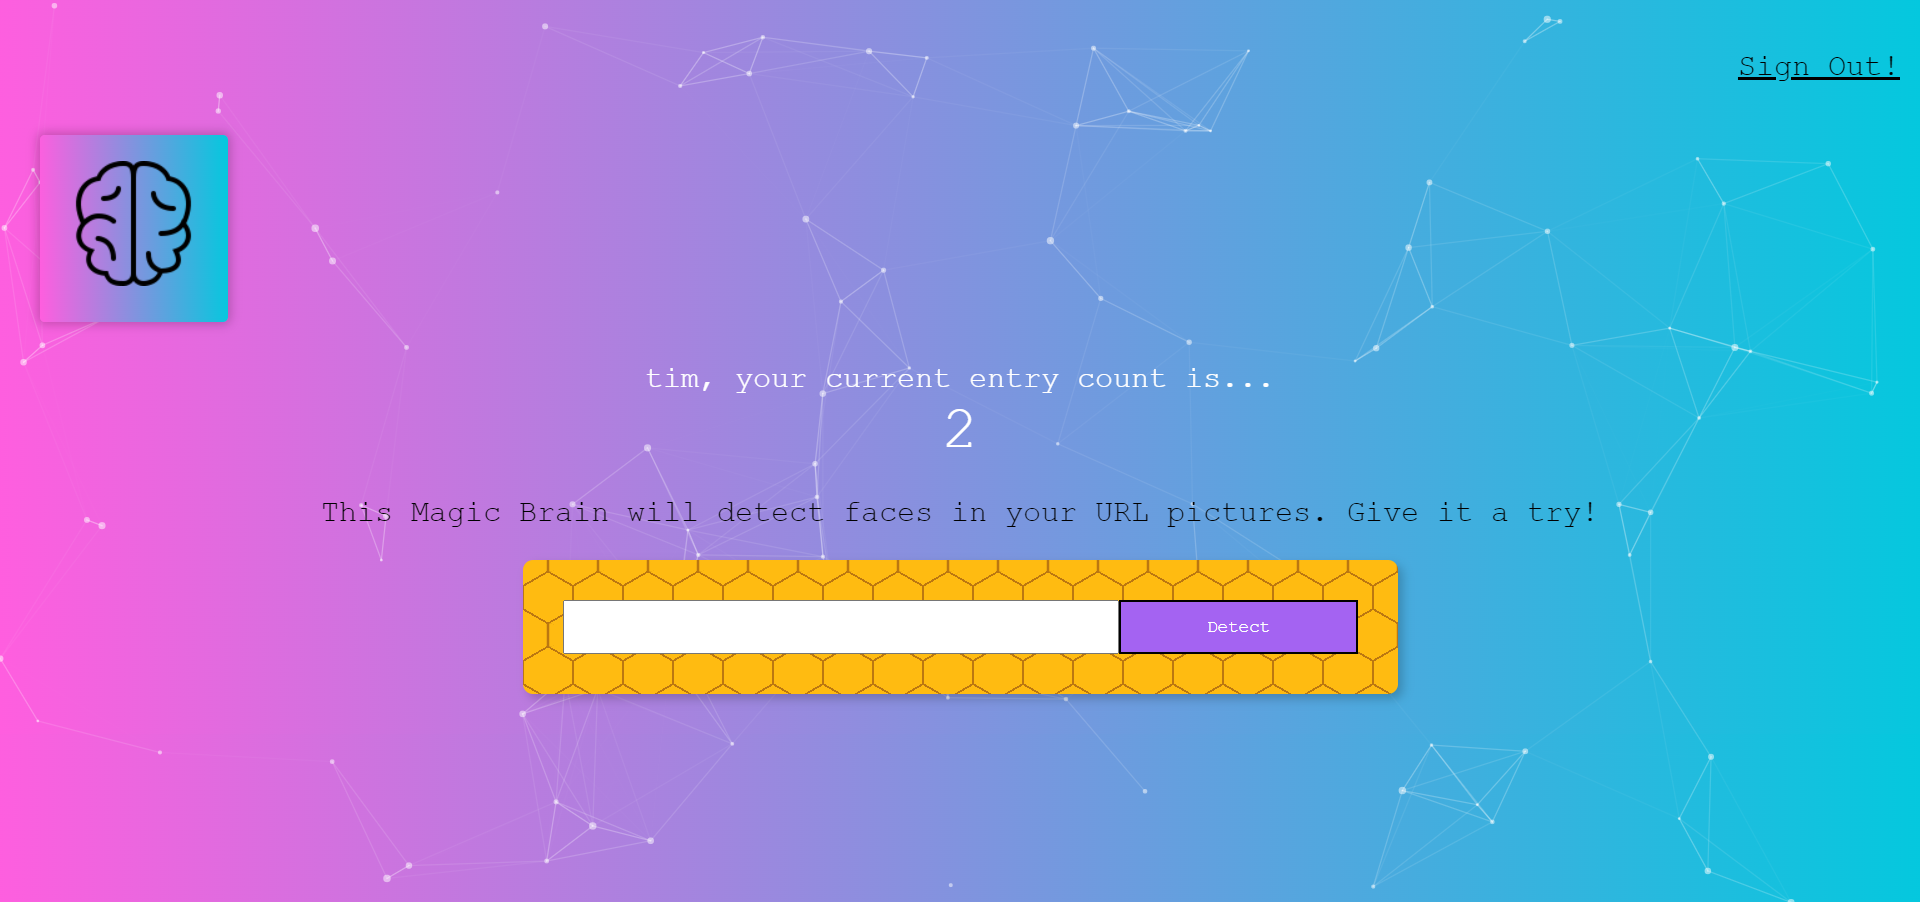 Sign Out!
tim, your current entry count is...
2
This Magic Brain will detect faces in your URL pictures. Give it a try!
Detect